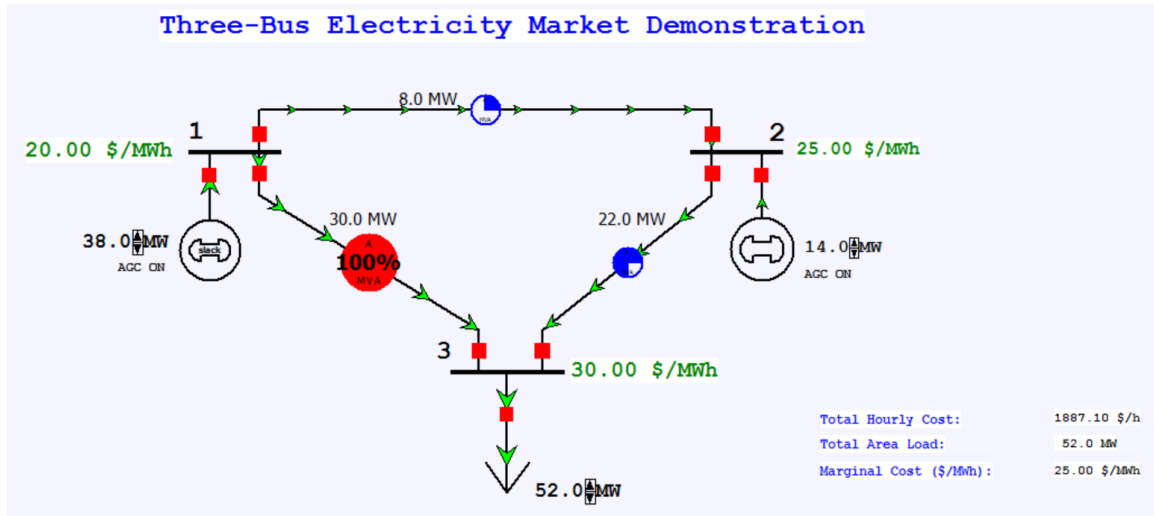 Three-Bus Electricity Market Demonstration
8.0 MW
MVA
1
2
20.00 $/MWh
25.00 $/MWh
30.0 MW
22.0 MW
38.0 MW
slack
A
100%
MVA
14.0 MW
AGC ON
AGC ON
3
30.00 $/MWh
Total Hourly Cost: 1887.10 $/h
Total Area Load: 52.0 MW
Marginal Cost ($/MWh): 25.00 $/MWh
52.0 MW